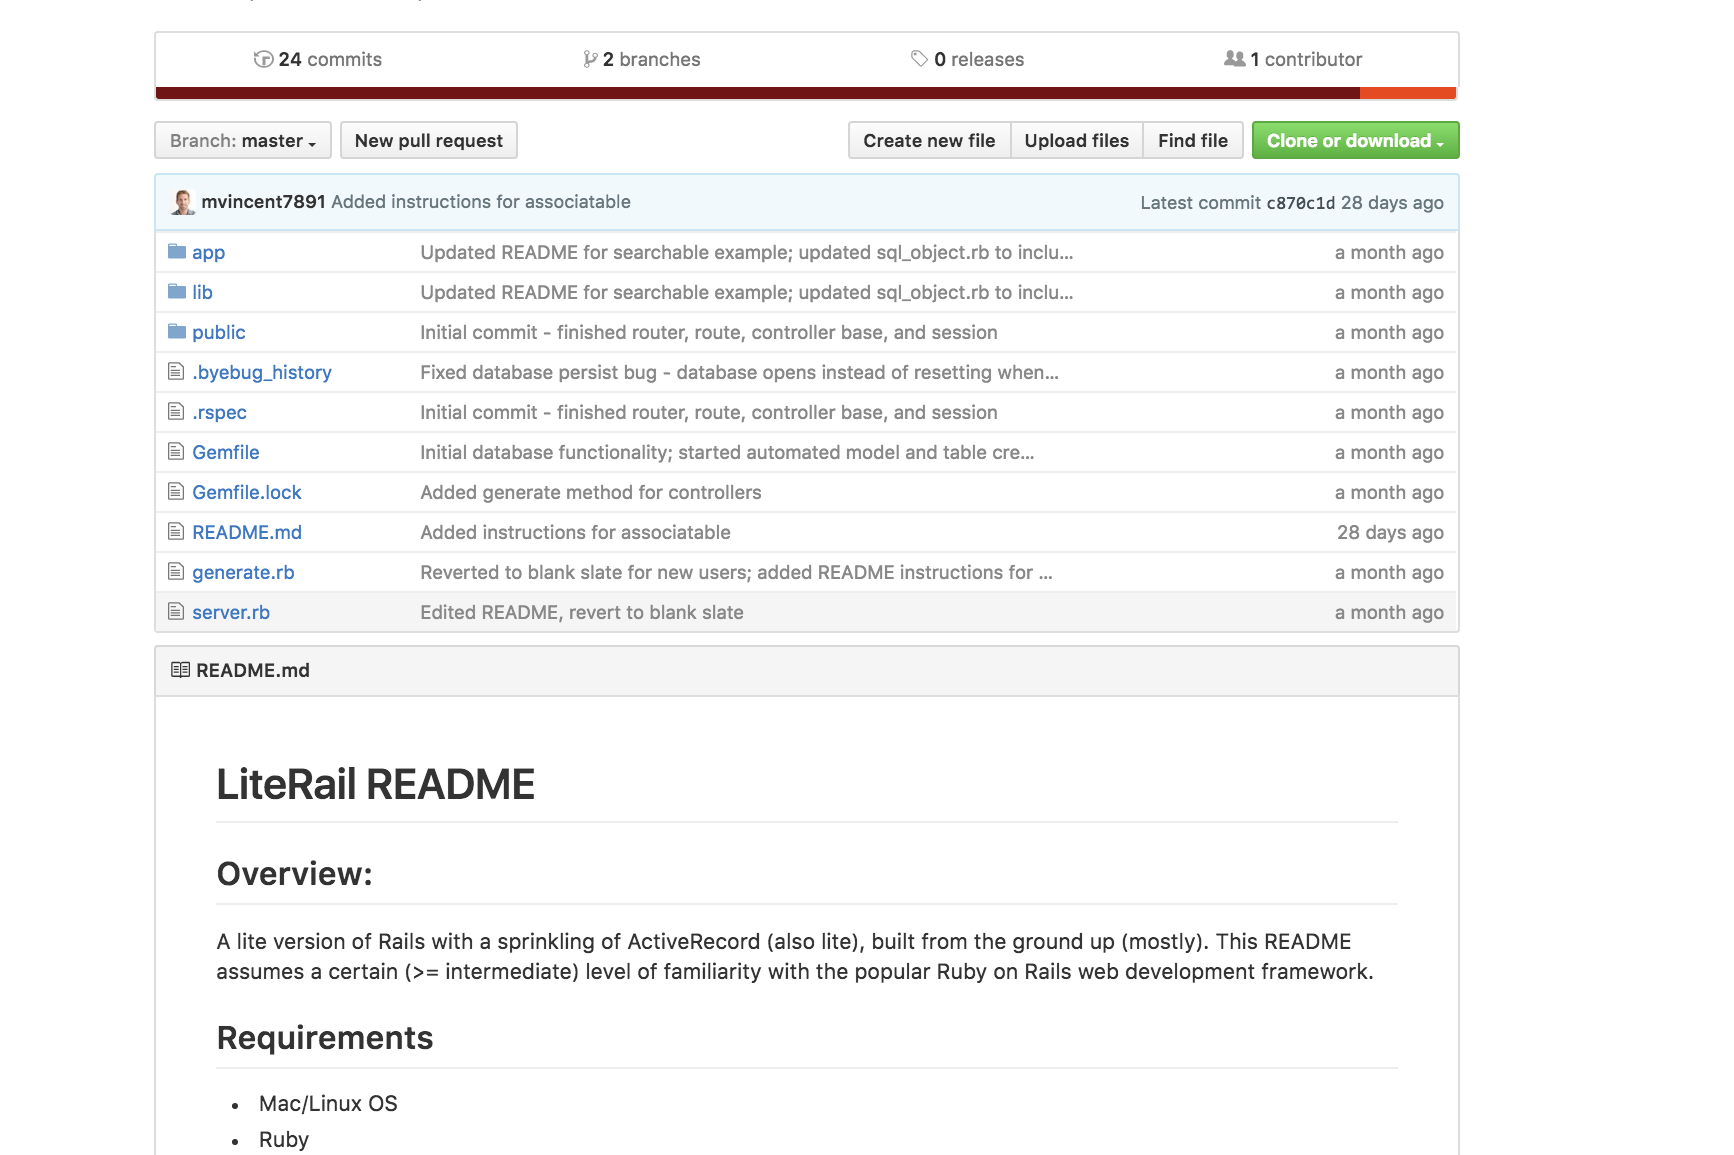 24 commits 2 branches 0 releases 1 contributor
Branch: master New pull request Create new file Upload files Find file Clone or download
mvincent7891 Added instructions for associatable Latest commit c870c1d 28 days ago
app Updated README for searchable example; updated sql_object.rb to inclu... a month ago
lib Updated README for searchable example; updated sql_object.rb to inclu... a month ago
public Initial commit - finished router, route, controller base, and session a month ago
.byebug_history Fixed database persist bug - database opens instead of resetting when... a month ago
.rspec Initial commit - finished router, route, controller base, and session a month ago
Gemfile Initial database functionality; started automated model and table cre... a month ago
Gemfile.lock Added generate method for controllers a month ago
README.md Added instructions for associatable 28 days ago
generate.rb Reverted to blank slate for new users; added README instructions for ... a month ago
server.rb Edited README, revert to blank slate a month ago
README.md
LiteRail README
Overview:
A lite version of Rails with a sprinkling of ActiveRecord (also lite), built from the ground up (mostly). This README
assumes a certain (>= intermediate) level of familiarity with the popular Ruby on Rails web development framework.
Requirements
• Mac/Linux OS
• Ruby